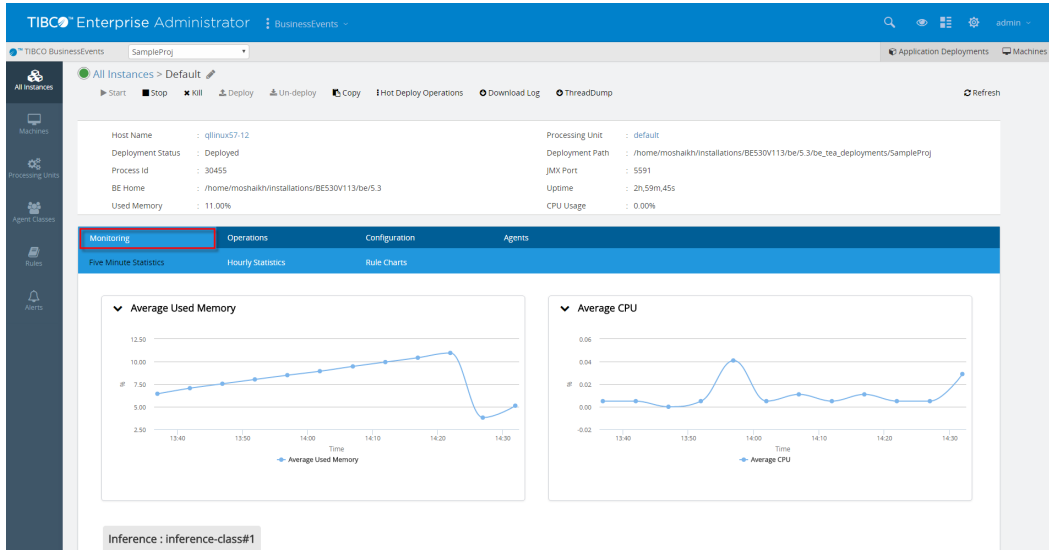 TIBCO™ Enterprise Administrator BusinessEvents admin
™ TIBCO BusinessEvents SampleProj Application Deployments Machines
All Instances
Machines
Processing Units
Agent Classes
Rules
Alerts
All Instances > Default
Start Stop Kill Deploy Un-deploy Copy Hot Deploy Operations Download Log ThreadDump Refresh
Host Name : qllinux57-12 Processing Unit : default
Deployment Status : Deployed Deployment Path : /home/moshaikh/installations/BE530V113/be/5.3/be_tea_deployments/SampleProj
Process Id : 30455 JMX Port : 5591
BE Home : /home/moshaikh/installations/BE530V113/be/5.3 Uptime : 2h,59m,45s
Used Memory : 11.00% CPU Usage : 0.00%
Monitoring Operations Configuration Agents
Five Minute Statistics Hourly Statistics Rule Charts
Average Used Memory
12.50
10.00
7.50
5.00
2.50
%
13:40 13:50 14:00 14:10 14:20 14:30
Time
Average Used Memory
Average CPU
0.06
0.04
0.02
0.00
-0.02
%
13:40 13:50 14:00 14:10 14:20 14:30
Time
Average CPU
Inference : inference-class#1